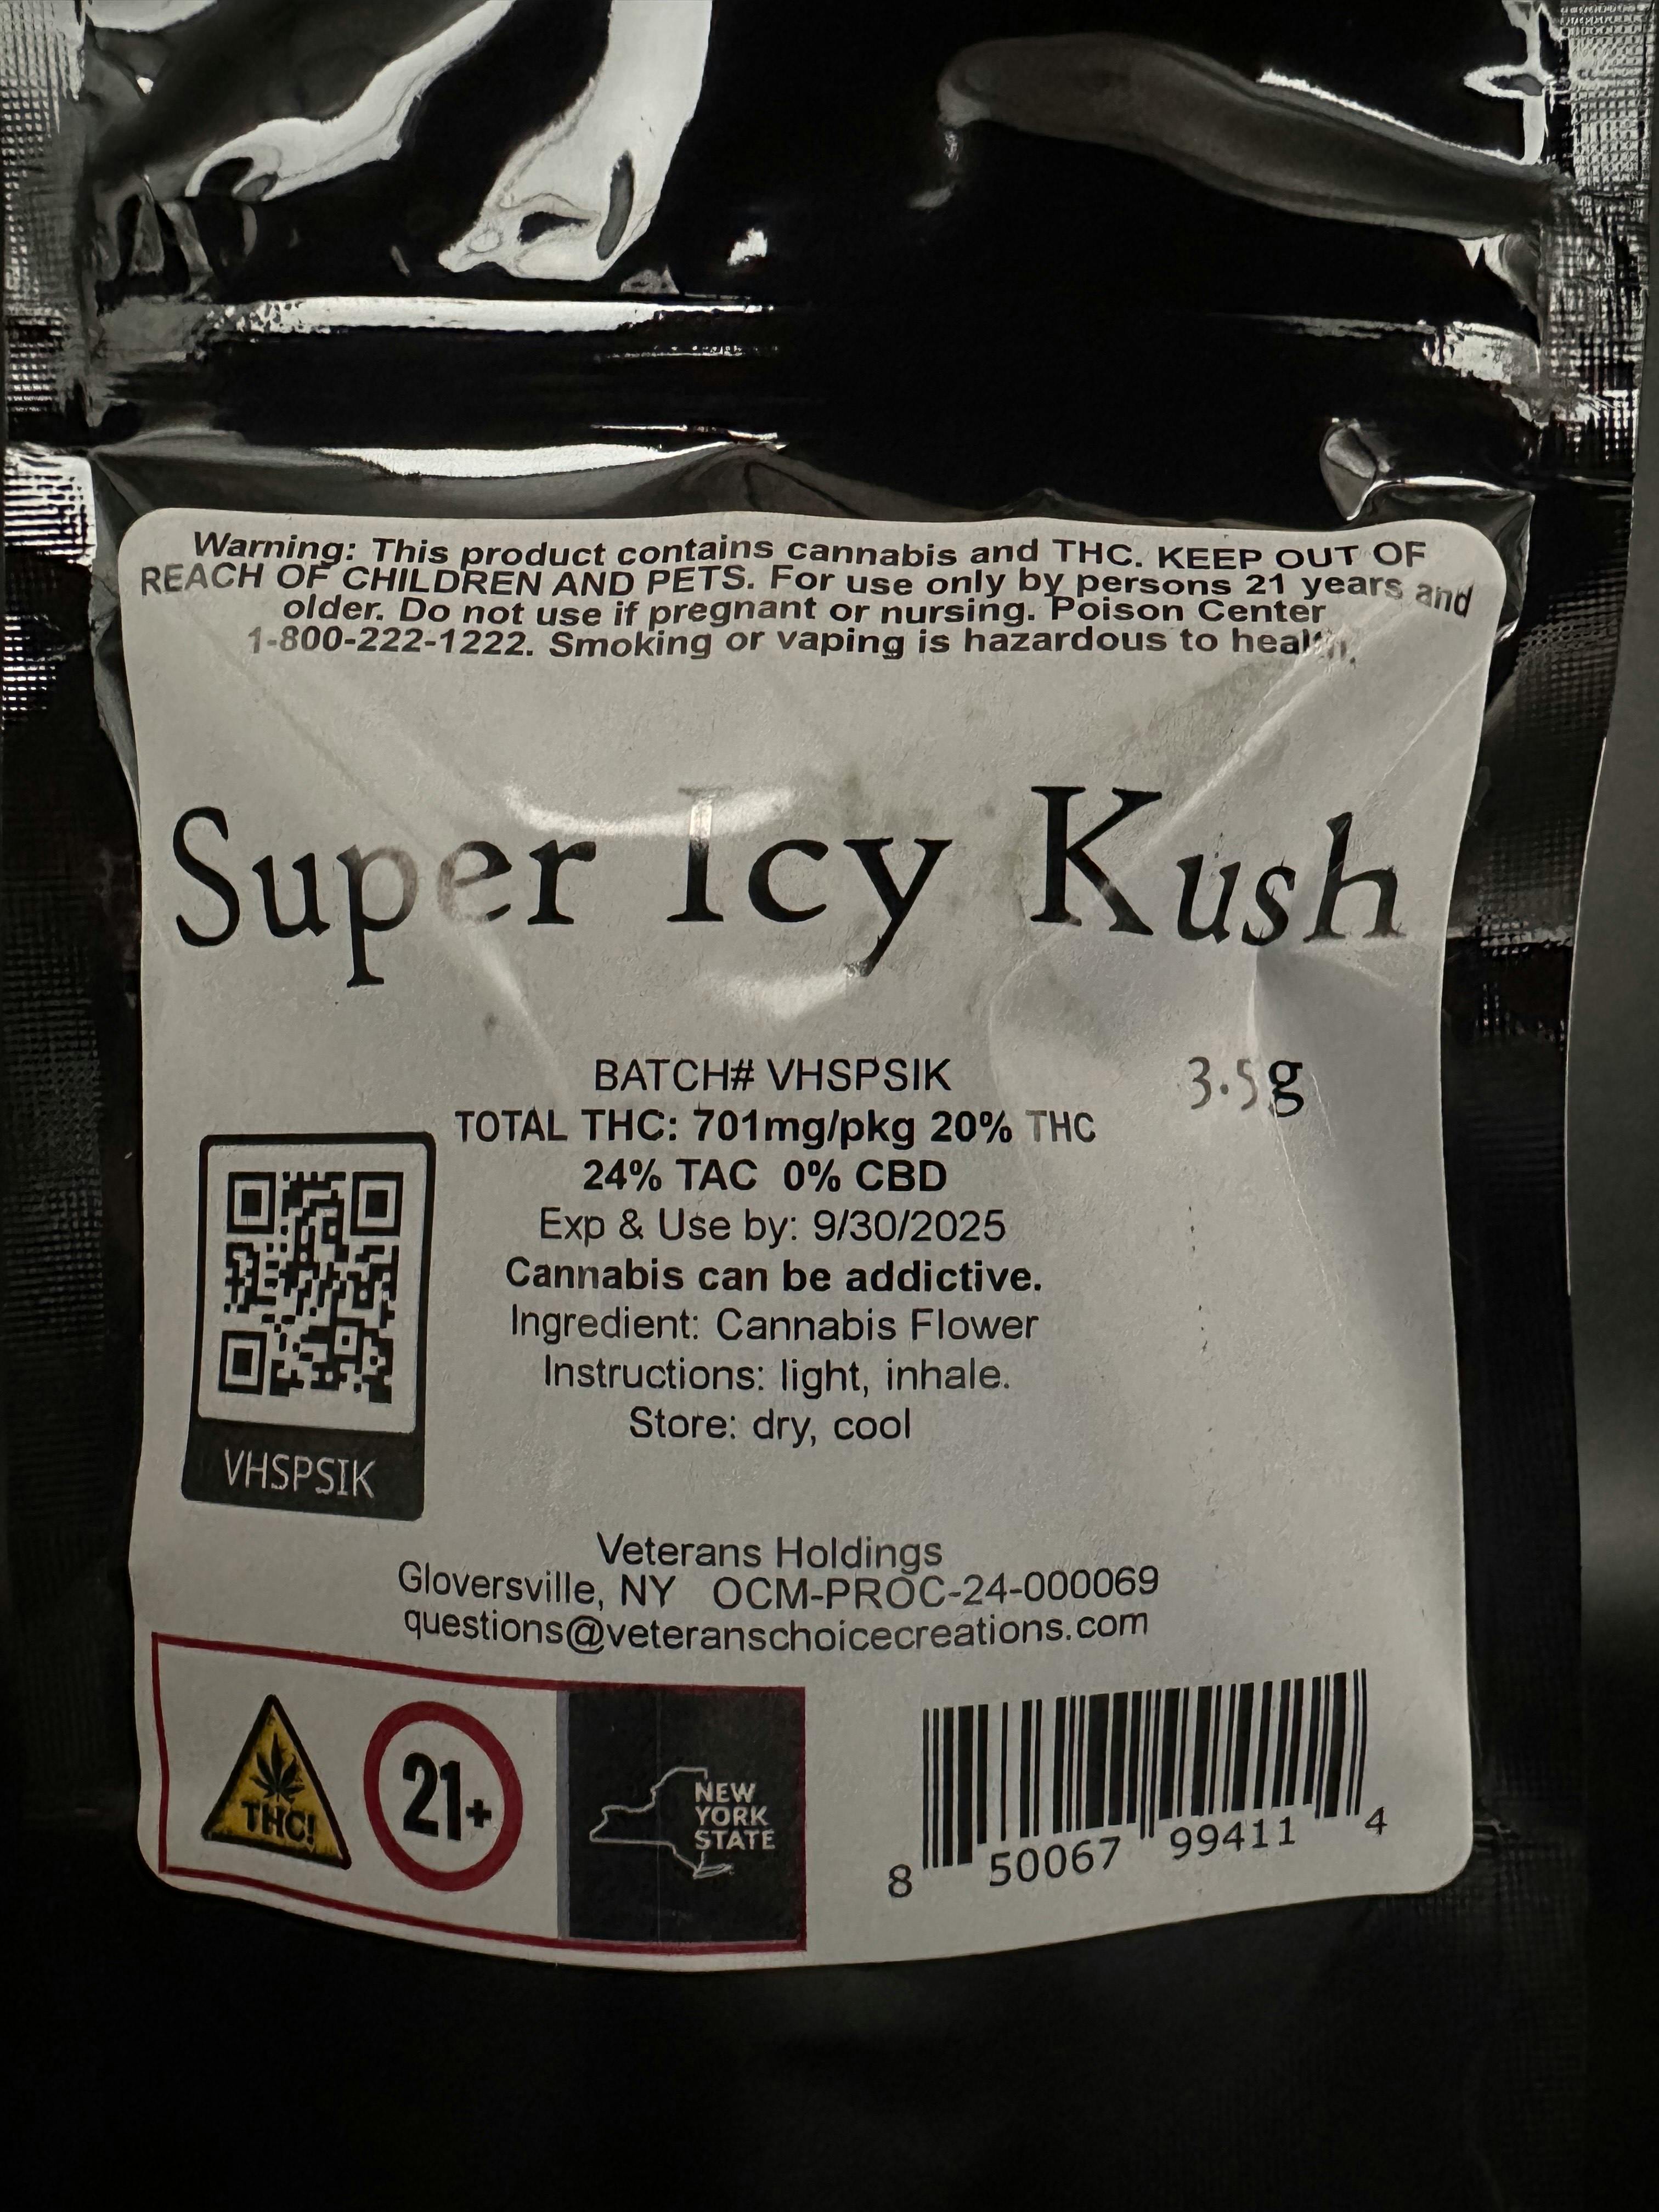 Warning: This product contains cannabis and THC. KEEP OUT OF
REACH OF CHILDREN AND PETS. For use only by persons 21 years and
older. Do not use if pregnant or nursing. Poison Center
1-800-222-1222. Smoking or vaping is hazardous to health.
Super Icy Kush
BATCH# VHSPSIK
3.5g
TOTAL THC: 701mg/pkg 20% THC
24% TAC 0% CBD
Exp & Use by: 9/30/2025
Cannabis can be addictive.
Ingredient: Cannabis Flower
Instructions: light, inhale.
Store: dry, cool
VHSPSIK
Veterans Holdings
Gloversville, NY OCM-PROC-24-000069
questions@veteranschoicecreations.com
THC!
21+
NEW
YORK
STATE
8 50067 99411 4